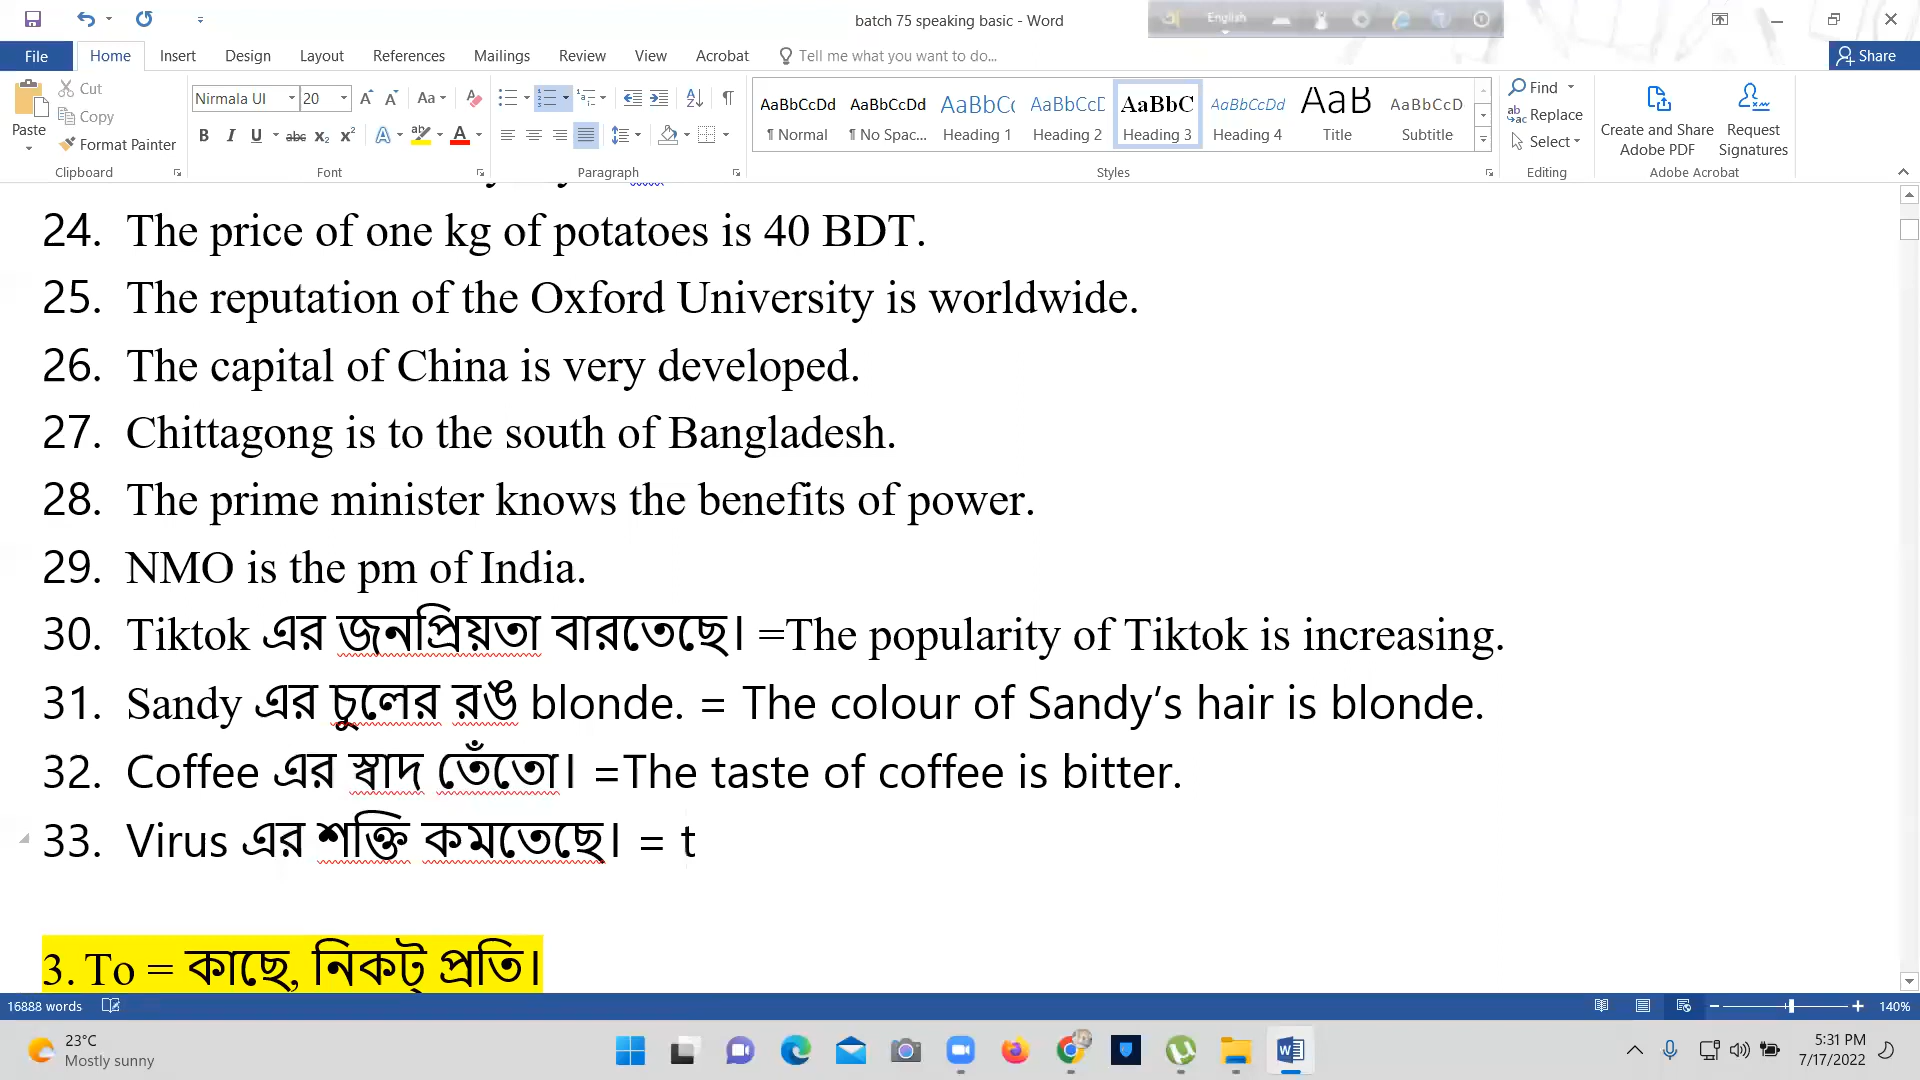 batch 75 speaking basic - Word
English
File Home Insert Design Layout References Mailings Review View Acrobat Tell me what you want to do... Share
Cut
Copy
Format Painter
Paste
Clipboard
Nirmala UI 20
Font
Paragraph
AaBbCcDd AaBbCcDd AaBbCc AaBbCcD AaBbC AaBbCcDd AaB AaBbCcD
¶ Normal ¶ No Spac... Heading 1 Heading 2 Heading 3 Heading 4 Title Subtitle
Styles
Find
Replace
Select
Editing
Create and Share Adobe PDF
Request Signatures
Adobe Acrobat
24. The price of one kg of potatoes is 40 BDT.
25. The reputation of the Oxford University is worldwide.
26. The capital of China is very developed.
27. Chittagong is to the south of Bangladesh.
28. The prime minister knows the benefits of power.
29. NMO is the pm of India.
30. Tiktok এর জনপ্রিয়তা বারতেছে। =The popularity of Tiktok is increasing.
31. Sandy এর চুলের রঙ blonde. = The colour of Sandy’s hair is blonde.
32. Coffee এর স্বাদ তেঁতো। =The taste of coffee is bitter.
33. Virus এর শক্তি কমতেছে। = t
3. To = কাছে, নিকট্ প্রতি।
16888 words
140%
23°C
Mostly sunny
5:31 PM
7/17/2022